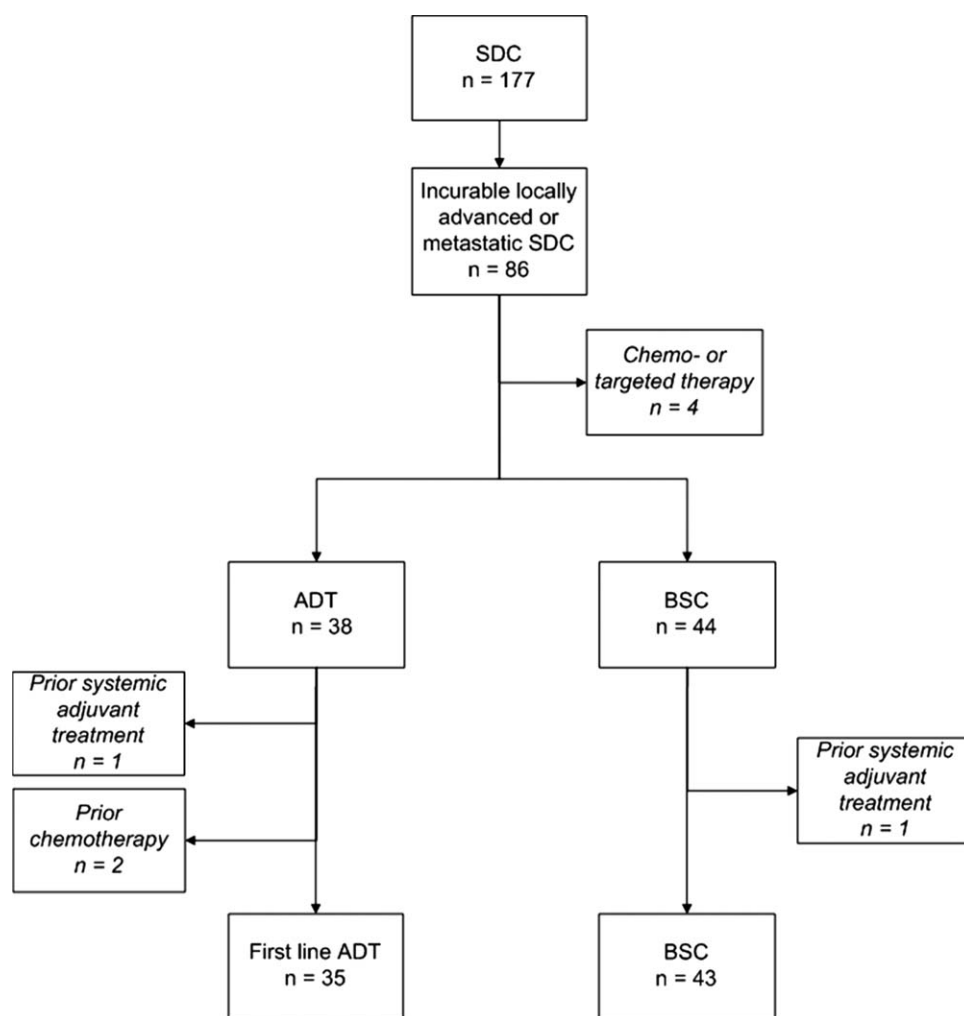 SDC
n = 177
Incurable locally
advanced or
metastatic SDC
n = 86
Chemo- or
targeted therapy
n = 4
ADT
n = 38
BSC
n = 44
Prior systemic
adjuvant
treatment
n = 1
Prior
chemotherapy
n = 2
Prior systemic
adjuvant
treatment
n = 1
First line ADT
n = 35
BSC
n = 43